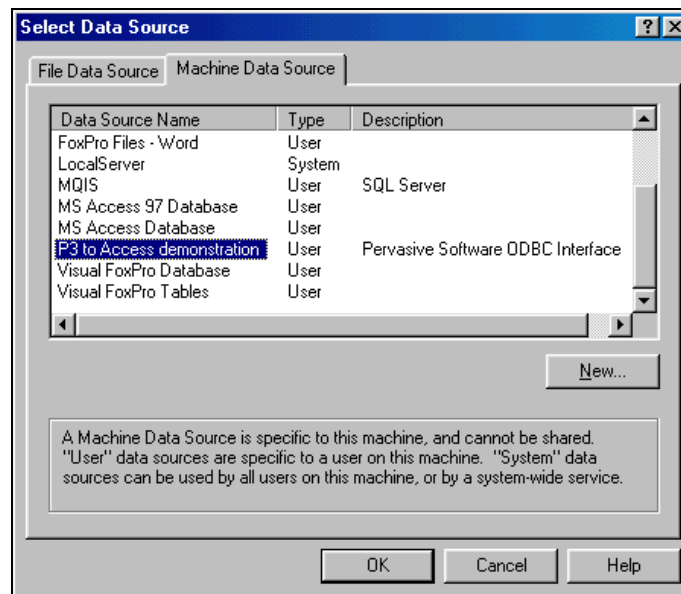 Select Data Source
File Data Source Machine Data Source
Data Source Name Type Description
FoxPro Files - Word User
LocalServer System
MQIS User SQL Server
MS Access 97 Database User
MS Access Database User
P3 to Access demonstration User Pervasive Software ODBC Interface
Visual FoxPro Database User
Visual FoxPro Tables User
New...
A Machine Data Source is specific to this machine, and cannot be shared.
"User" data sources are specific to a user on this machine. "System" data
sources can be used by all users on this machine, or by a system-wide service.
OK Cancel Help